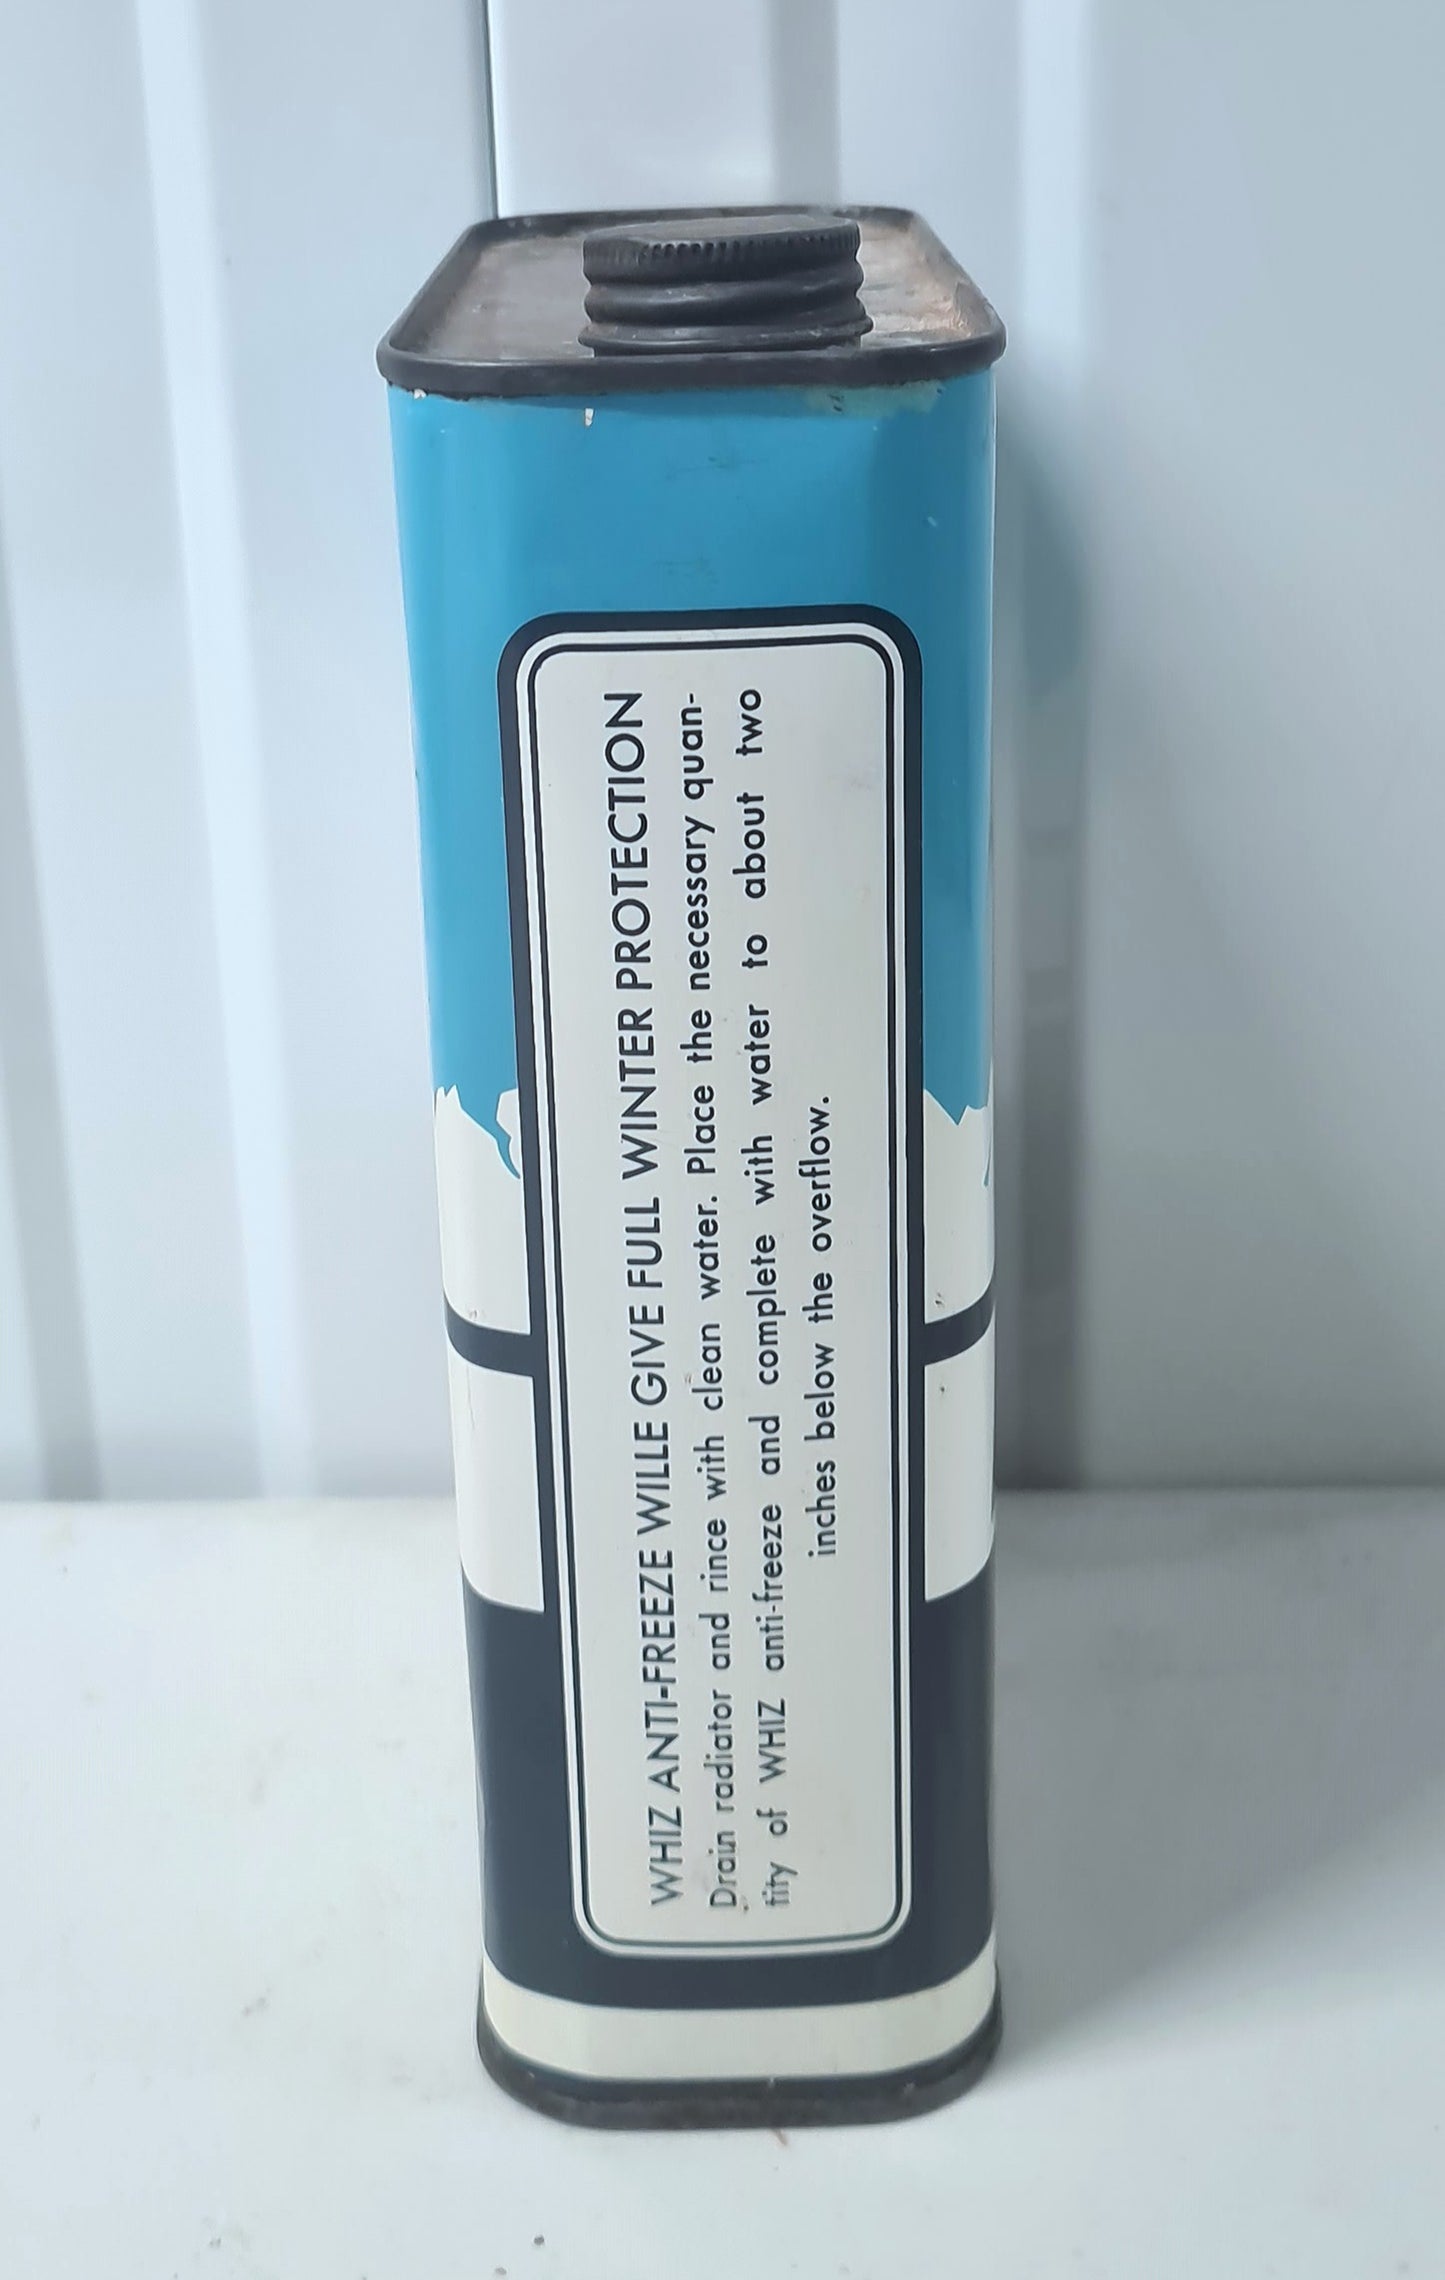 WHIZ ANTI-FREEZE WILLE GIVE FULL WINTER PROTECTION
Drain radiator and rince with clean water. Place the necessary quan-
tity of WHIZ anti-freeze and complete with water to about two
inches below the overflow.